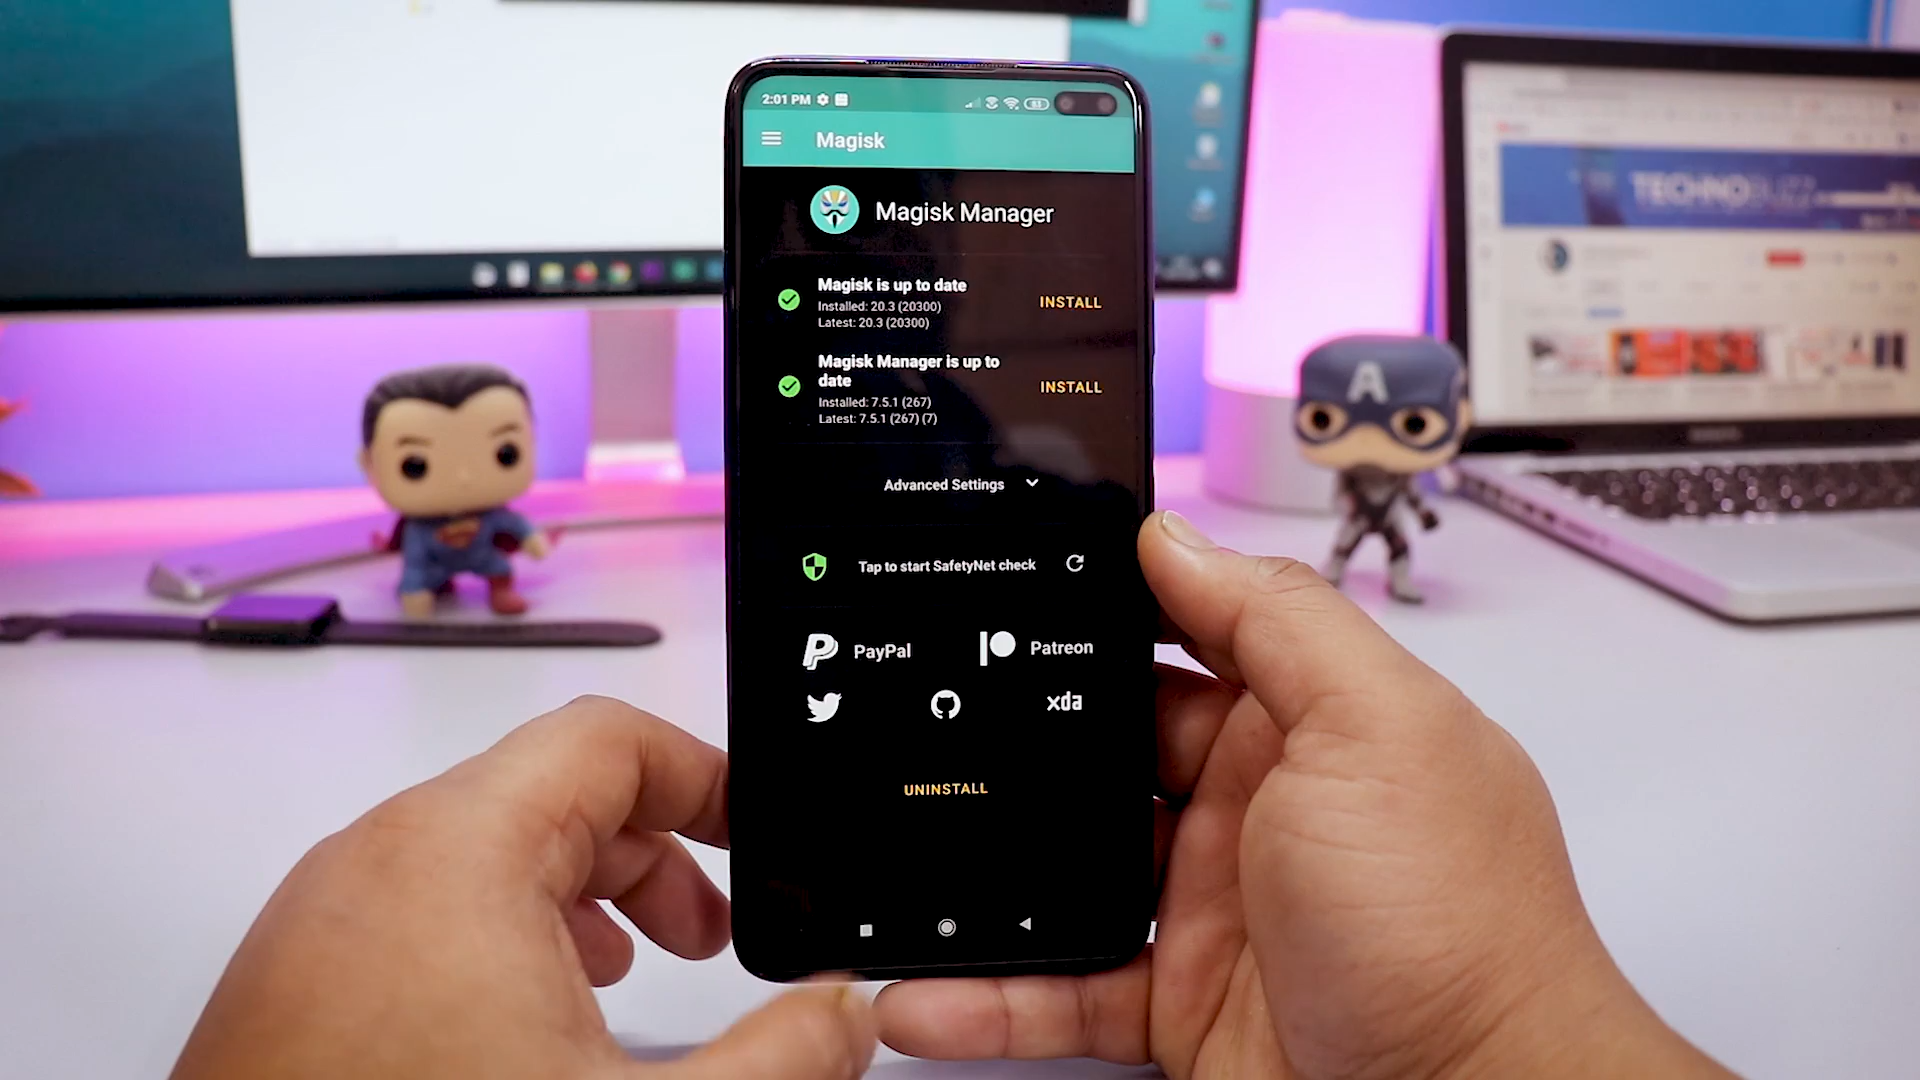 2:01 PM
83
Magisk
Magisk Manager
Magisk is up to date
Installed: 20.3 (20300)
Latest: 20.3 (20300)
INSTALL
Magisk Manager is up to
date
Installed: 7.5.1 (267)
Latest: 7.5.1 (267) (7)
INSTALL
Advanced Settings
Tap to start SafetyNet check
PayPal
Patreon
xda
UNINSTALL
TECHNOBUZZ
A